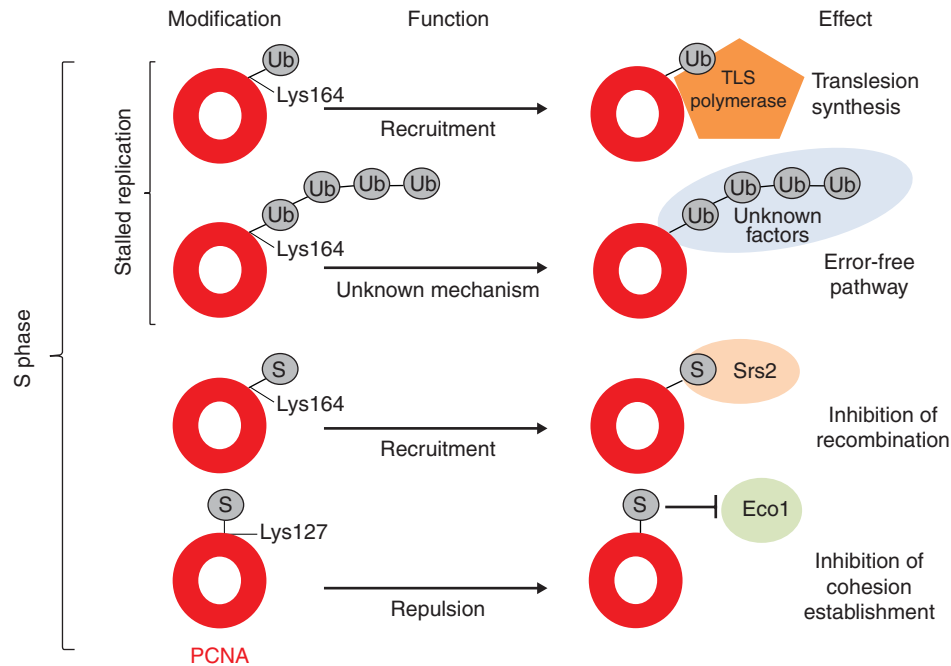 Modification
Function
Effect
S phase
Stalled replication
Ub
Lys164
Recruitment
Ub
TLS
polymerase
Translesion
synthesis
Ub
Ub
Ub
Ub
Lys164
Unknown mechanism
Ub
Ub
Ub
Ub
Unknown
factors
Error-free
pathway
S
Lys164
Recruitment
S
Srs2
Inhibition of
recombination
S
Lys127
Repulsion
S
Eco1
Inhibition of
cohesion
establishment
PCNA